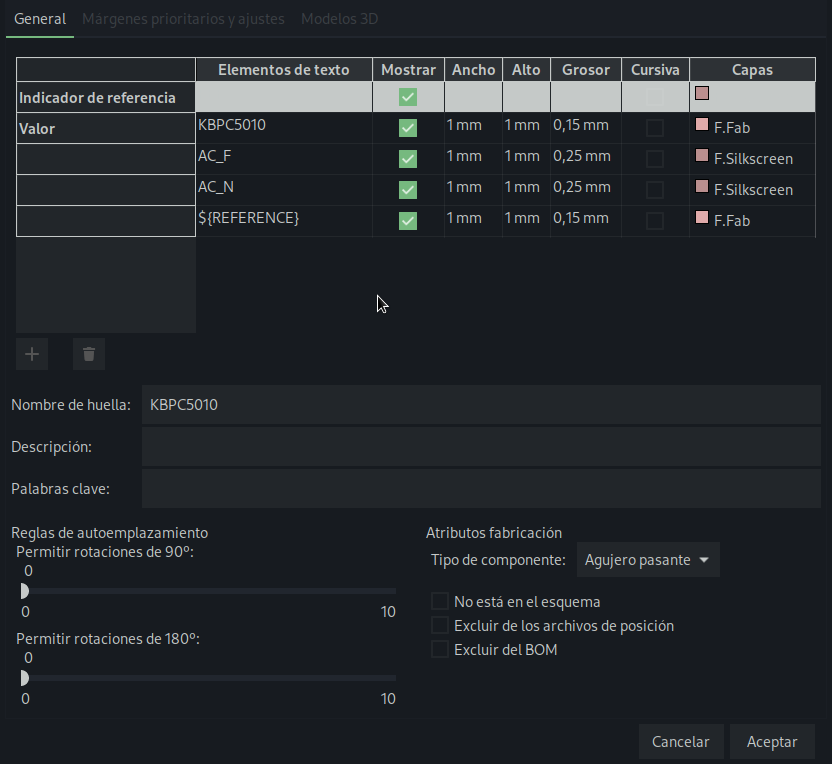 General Márgenes prioritarios y ajustes Modelos 3D
Elementos de texto Mostrar Ancho Alto Grosor Cursiva Capas
Indicador de referencia
Valor KBPC5010 1 mm 1 mm 0,15 mm F.Fab
AC_F 1 mm 1 mm 0,25 mm F.Silkscreen
AC_N 1 mm 1 mm 0,25 mm F.Silkscreen
${REFERENCE} 1 mm 1 mm 0,15 mm F.Fab
Nombre de huella: KBPC5010
Descripción:
Palabras clave:
Reglas de autoemplazamiento
Permitir rotaciones de 90º:
0
0 10
Permitir rotaciones de 180º:
0
0 10
Atributos fabricación
Tipo de componente: Agujero pasante
No está en el esquema
Excluir de los archivos de posición
Excluir del BOM
Cancelar Aceptar